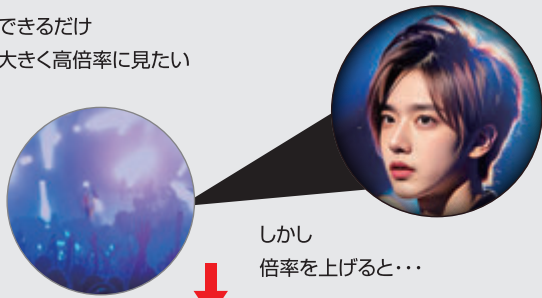 できるだけ
大きく高倍率に見たい
しかし
倍率を上げると･･･